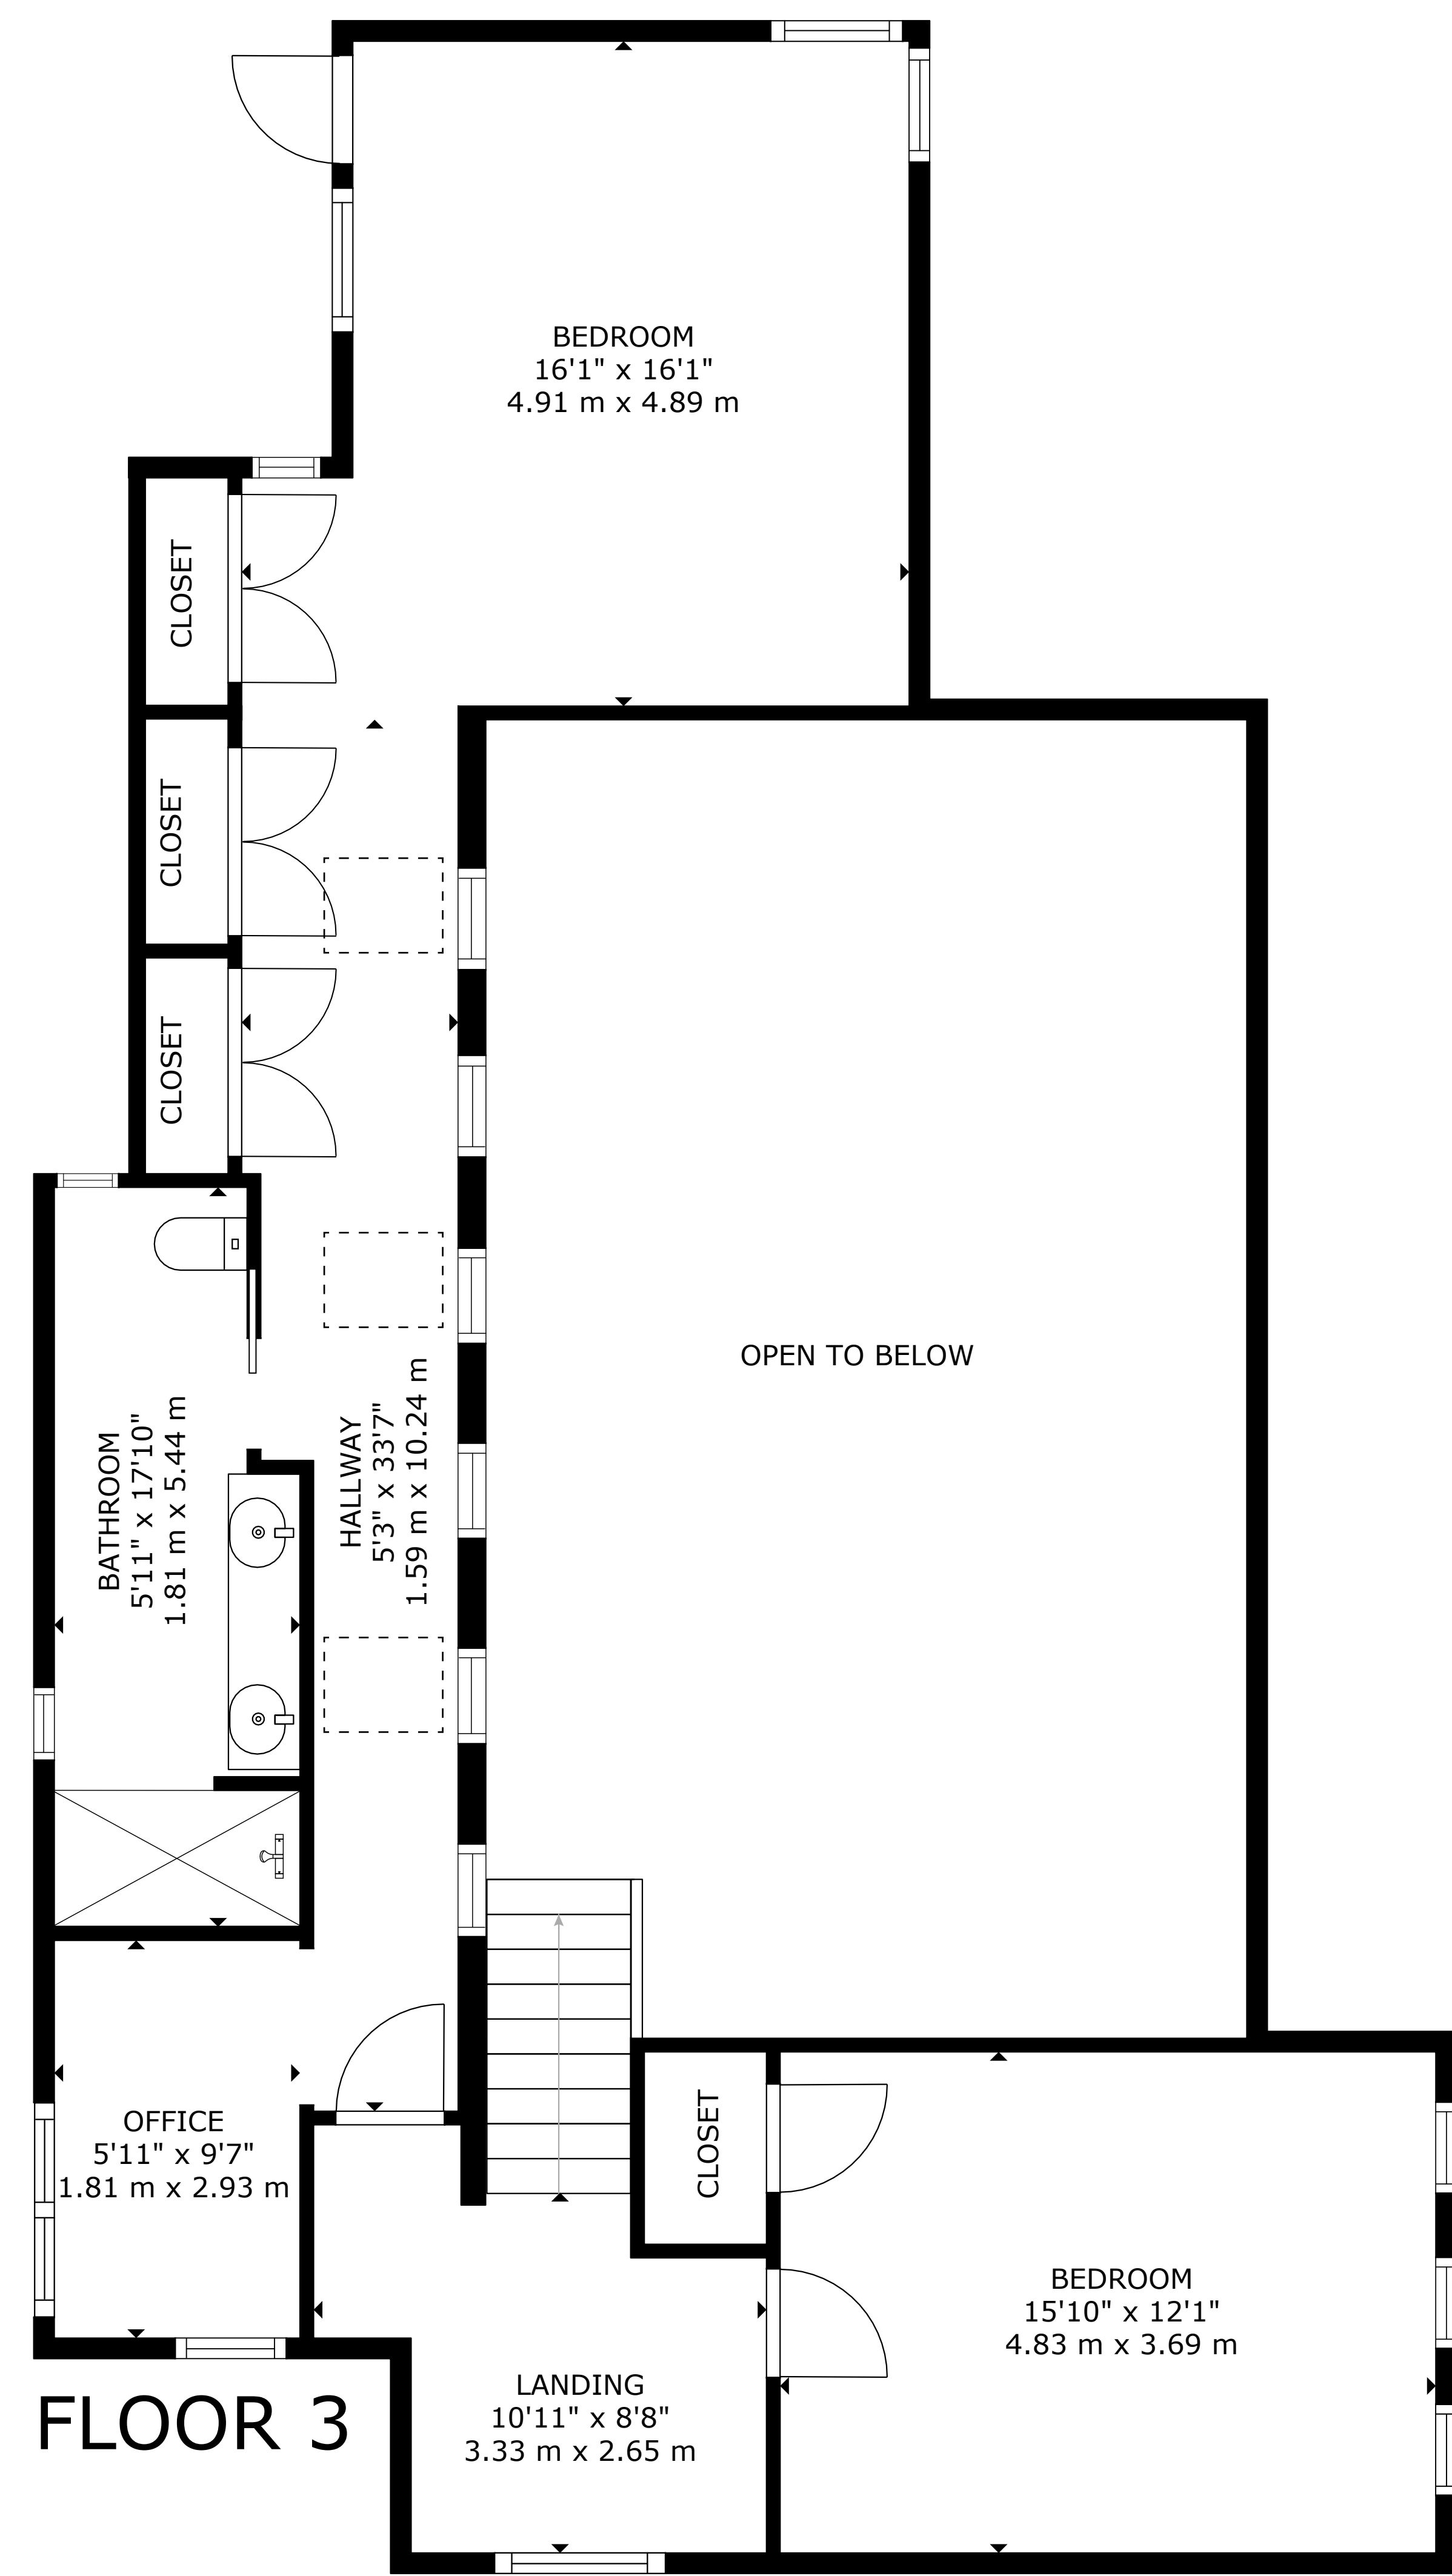 BEDROOM
16'1" x 16'1"
4.91 m x 4.89 m
CLOSET
CLOSET
CLOSET
OPEN TO BELOW
BATHROOM
5'11" x 17'10"
1.81 m x 5.44 m
HALLWAY
5'3" x 33'7"
1.59 m x 10.24 m
OFFICE
5'11" x 9'7"
1.81 m x 2.93 m
CLOSET
BEDROOM
15'10" x 12'1"
4.83 m x 3.69 m
LANDING
10'11" x 8'8"
3.33 m x 2.65 m
FLOOR 3